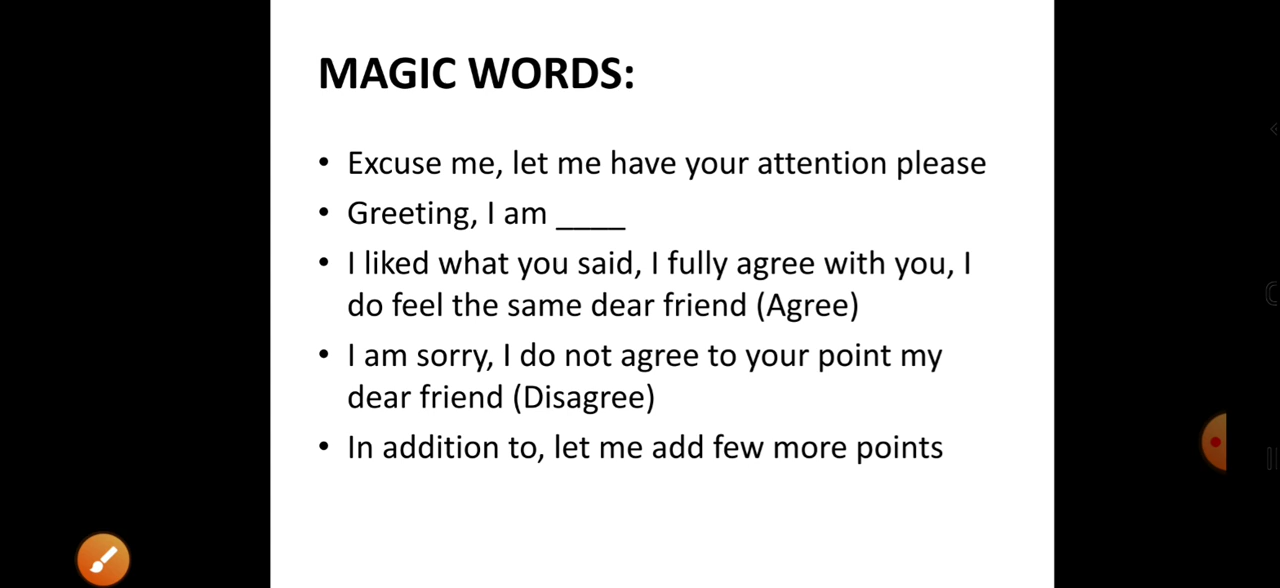 MAGIC WORDS:
• Excuse me, let me have your attention please
• Greeting, I am ____
• I liked what you said, I fully agree with you, I
do feel the same dear friend (Agree)
• I am sorry, I do not agree to your point my
dear friend (Disagree)
• In addition to, let me add few more points